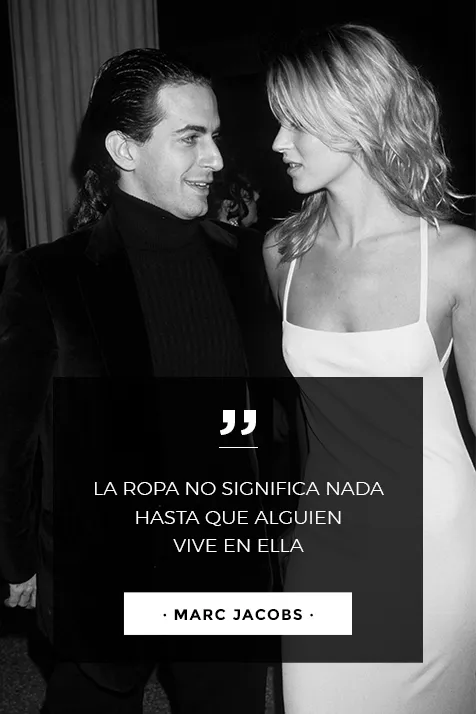 ”
LA ROPA NO SIGNIFICA NADA
HASTA QUE ALGUIEN
VIVE EN ELLA
· MARC JACOBS ·